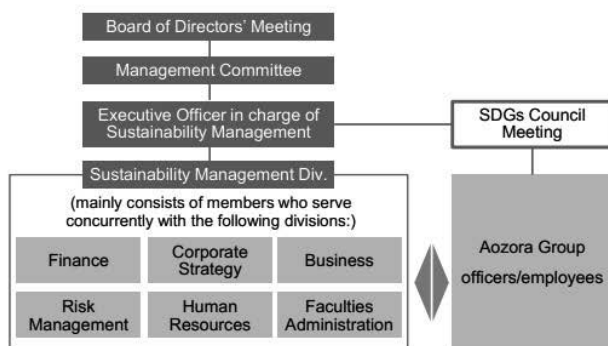 Board of Directors' Meeting
Management Committee
Executive Officer in charge of
Sustainability Management
SDGs Council
Meeting
Sustainability Management Div.
(mainly consists of members who serve
concurrently with the following divisions:)
Finance
Corporate
Strategy
Business
Risk
Management
Human
Resources
Faculties
Administration
Aozora Group
officers/employees